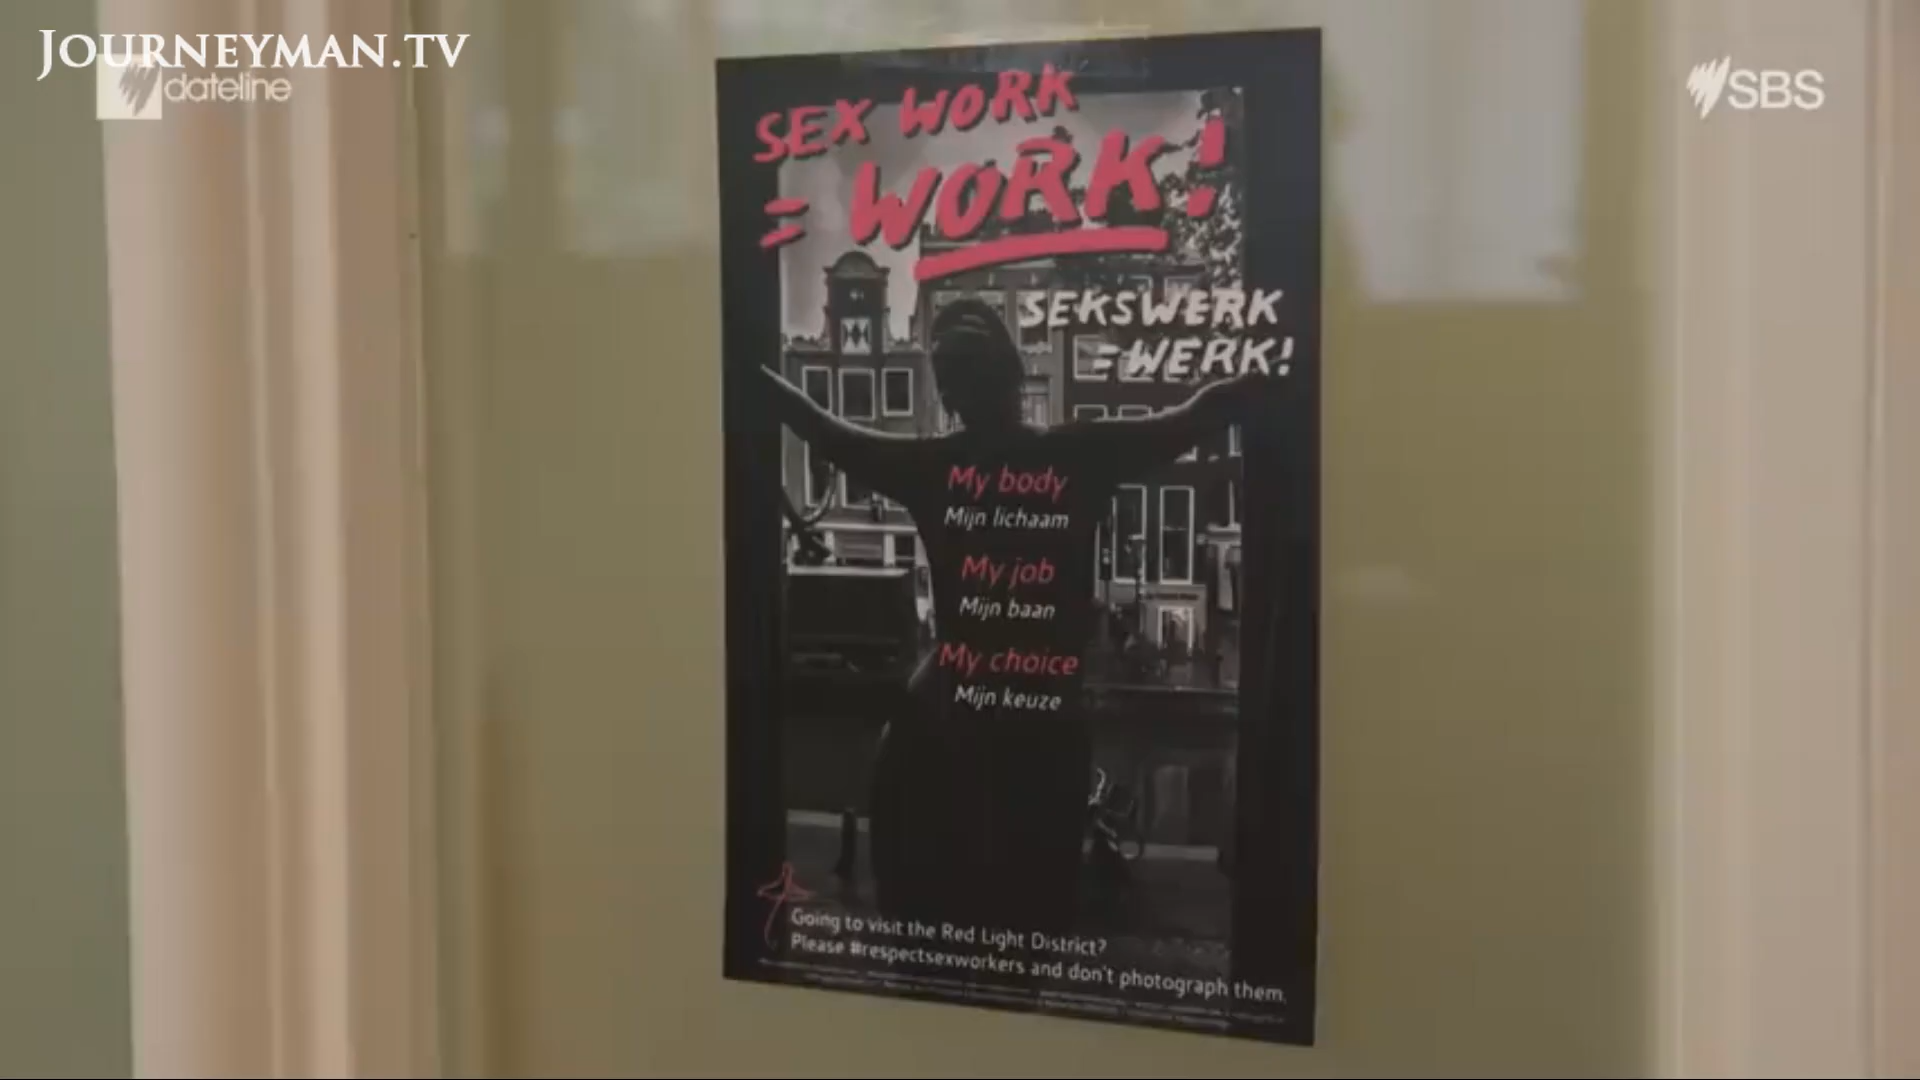 JOURNEYMAN.TV
dateline
SBS
SEX WORK
= WORK!
SEKSWERK
=WERK!
My body
Mijn lichaam
My job
Mijn baan
My choice
Mijn keuze
Going to visit the Red Light District?
Please #respectsexworkers and don't photograph them.